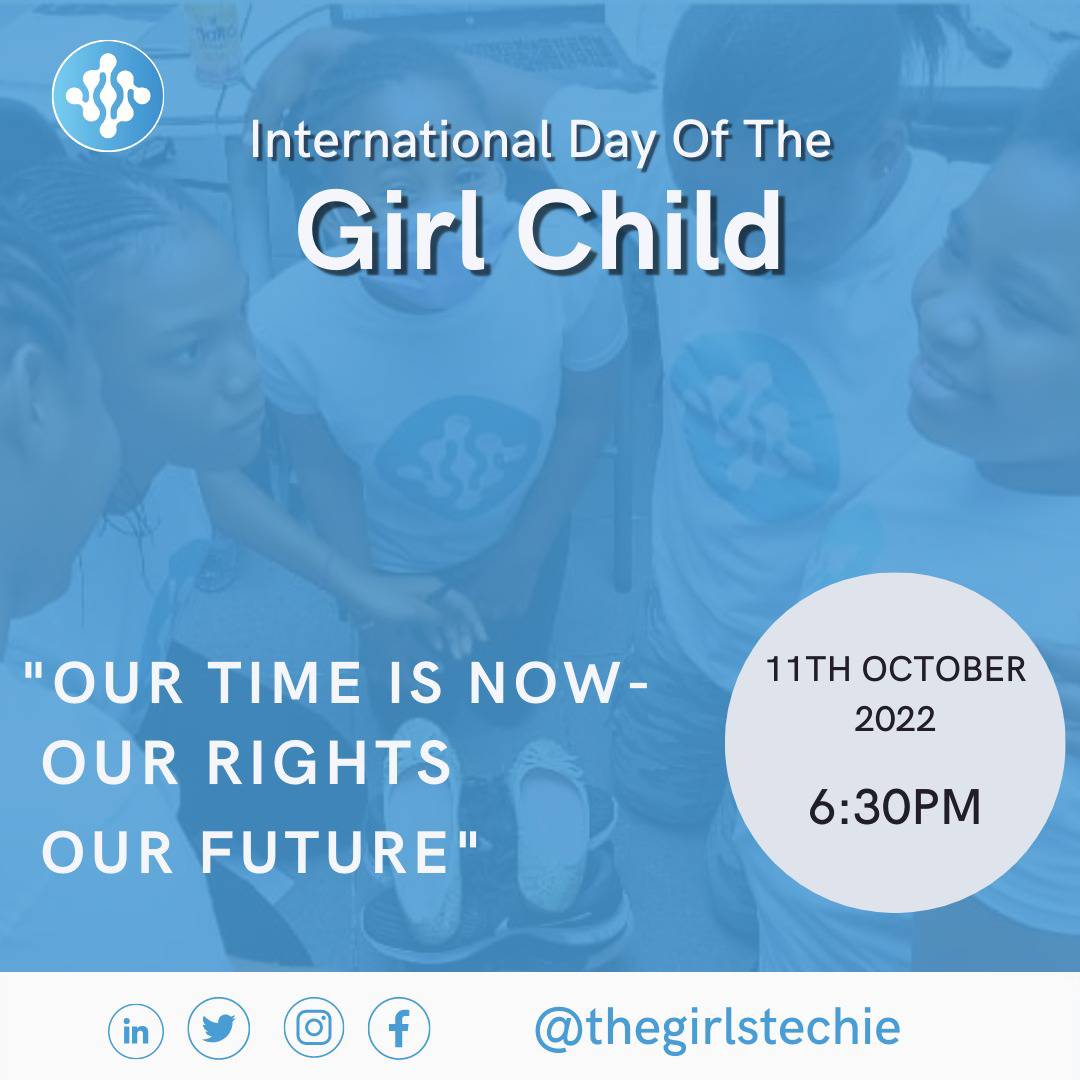 International Day Of The
Girl Child
"OUR TIME IS NOW-
OUR RIGHTS
OUR FUTURE"
11TH OCTOBER
2022
6:30PM
@thegirlstechie